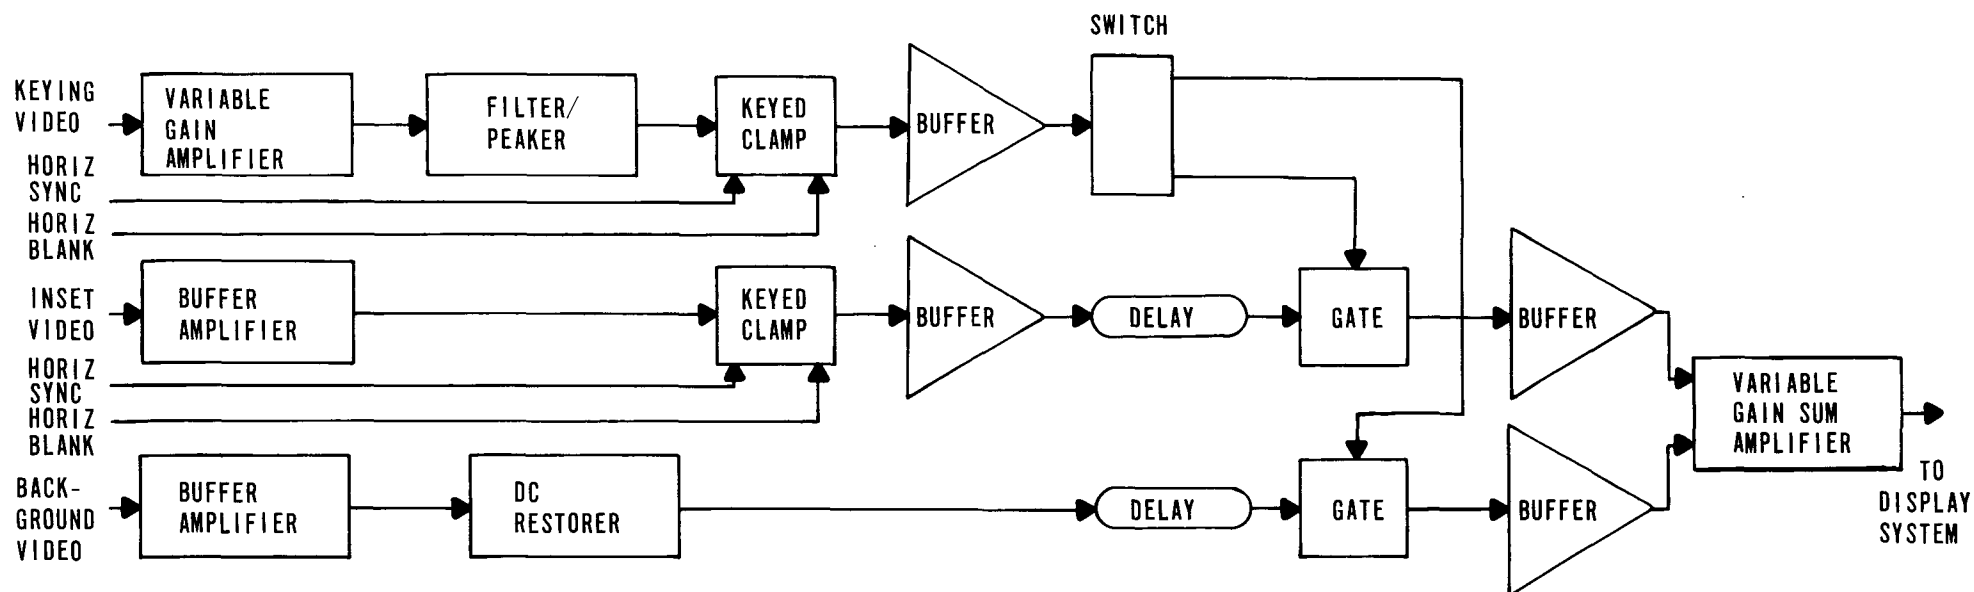 SWITCH
KEYING
VIDEO
VARIABLE
GAIN
AMPLIFIER
FILTER/
PEAKER
KEYED
CLAMP
BUFFER
HORIZ
SYNC
HORIZ
BLANK
INSET
VIDEO
BUFFER
AMPLIFIER
KEYED
CLAMP
BUFFER
DELAY
GATE
BUFFER
HORIZ
SYNC
HORIZ
BLANK
VARIABLE
GAIN SUM
AMPLIFIER
BACK-
GROUND
VIDEO
BUFFER
AMPLIFIER
DC
RESTORER
DELAY
GATE
BUFFER
TO
DISPLAY
SYSTEM